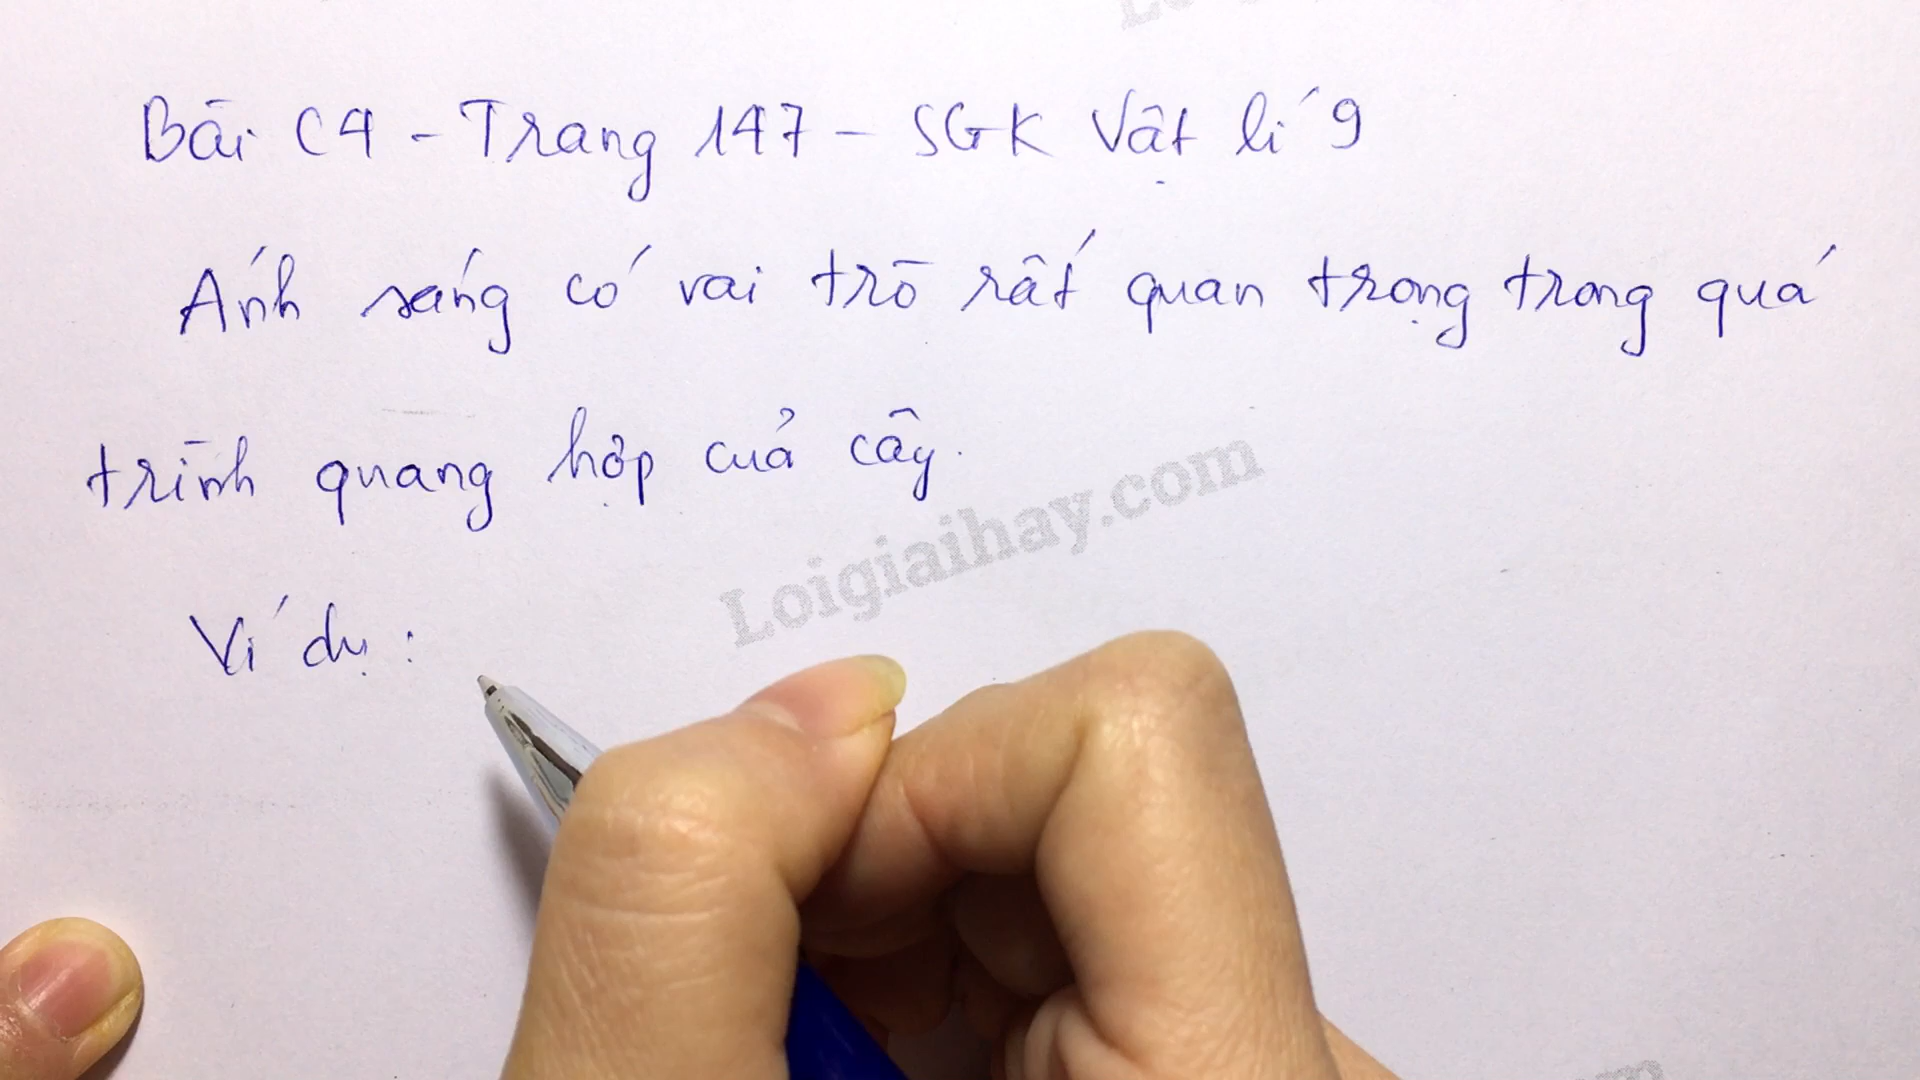 Bài C4 - Trang 147 - SGK Vật lí 9
Ánh sáng có vai trò rất quan trọng trong quá
trình quang hợp của cây.
Loigiaihay.com
Ví dụ :